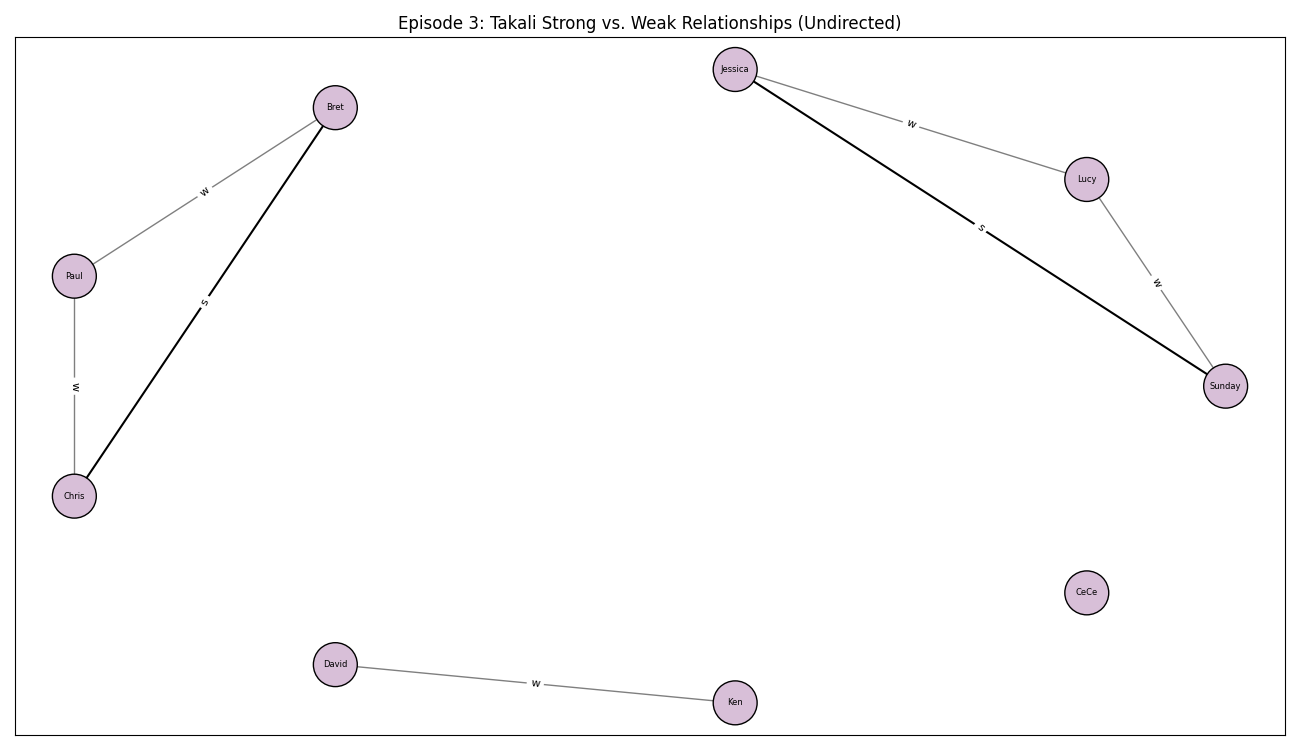 Episode 3: Takali Strong vs. Weak Relationships (Undirected)
Jessica
Bret
w
Lucy
w
s
Paul
w
s
w
Sunday
Chris
CeCe
David
w
Ken